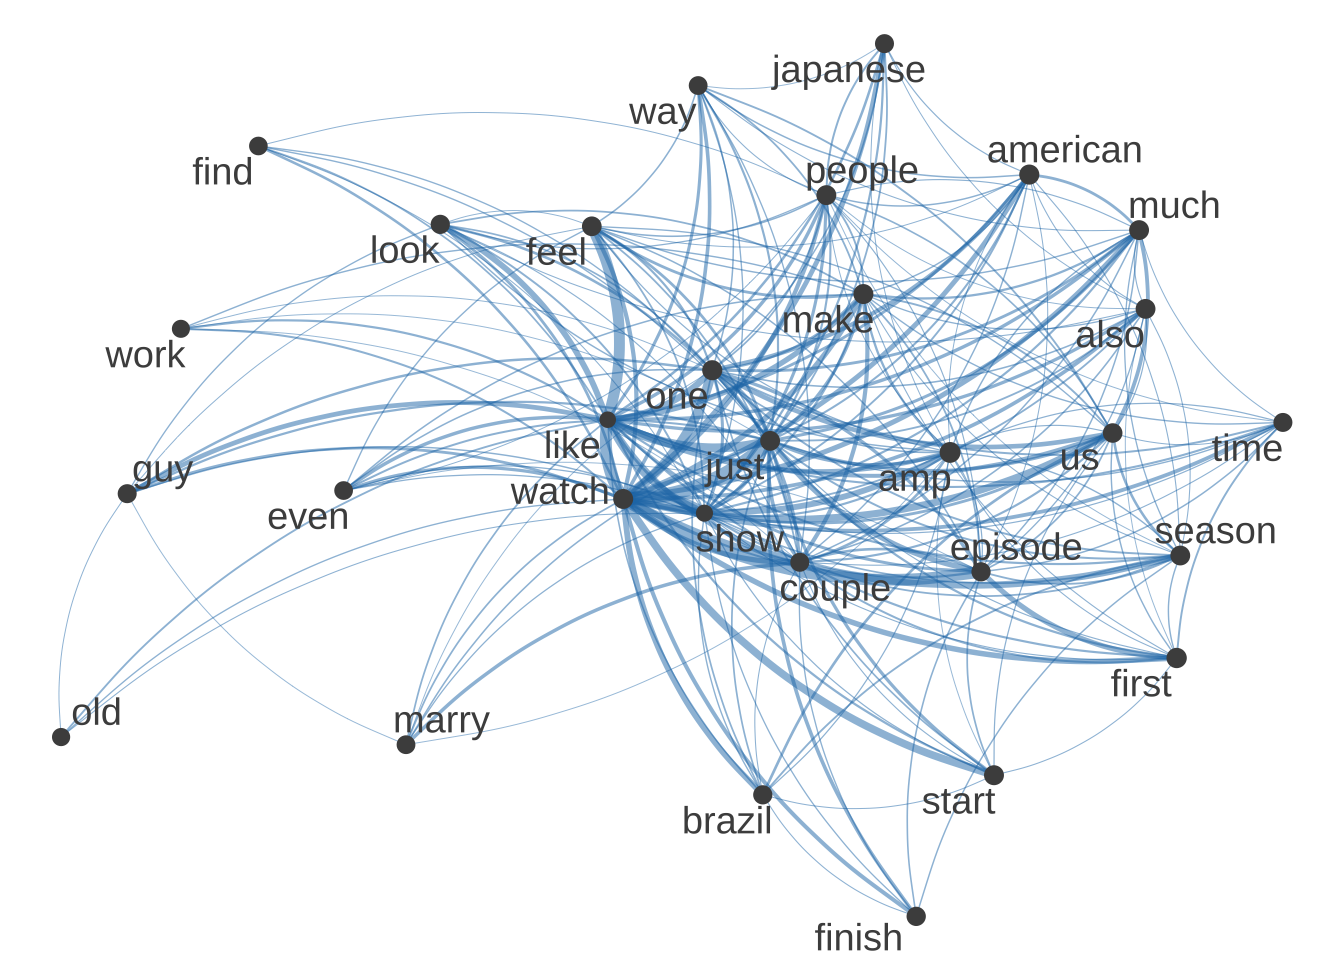 japanese
way
american
find
people
much
look
feel
make
also
work
one
like
just
us
time
guy
watch
amp
even
show
season
episode
couple
old
marry
first
brazil
start
finish